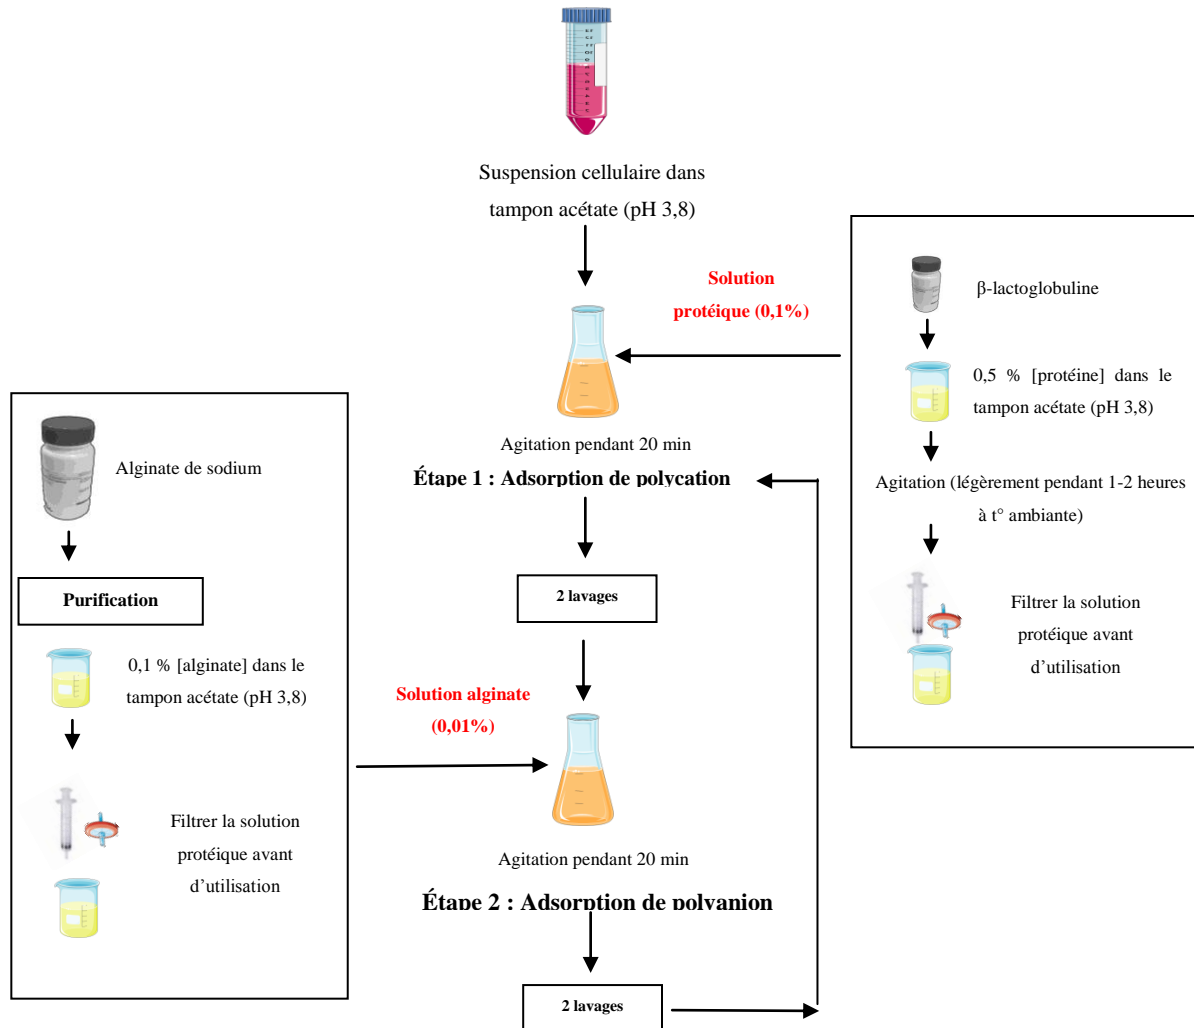 Suspension cellulaire dans
tampon acétate (pH 3,8)
Solution
protéique (0,1%)
Agitation pendant 20 min
Étape 1 : Adsorption de polycation
2 lavages
Solution alginate
(0,01%)
Agitation pendant 20 min
Étape 2 : Adsorption de polyanion
2 lavages
Alginate de sodium
Purification
0,1 % [alginate] dans le
tampon acétate (pH 3,8)
Filtrer la solution
protéique avant
d’utilisation
β-lactoglobuline
0,5 % [protéine] dans le
tampon acétate (pH 3,8)
Agitation (légèrement pendant 1-2 heures
à t° ambiante)
Filtrer la solution
protéique avant
d’utilisation